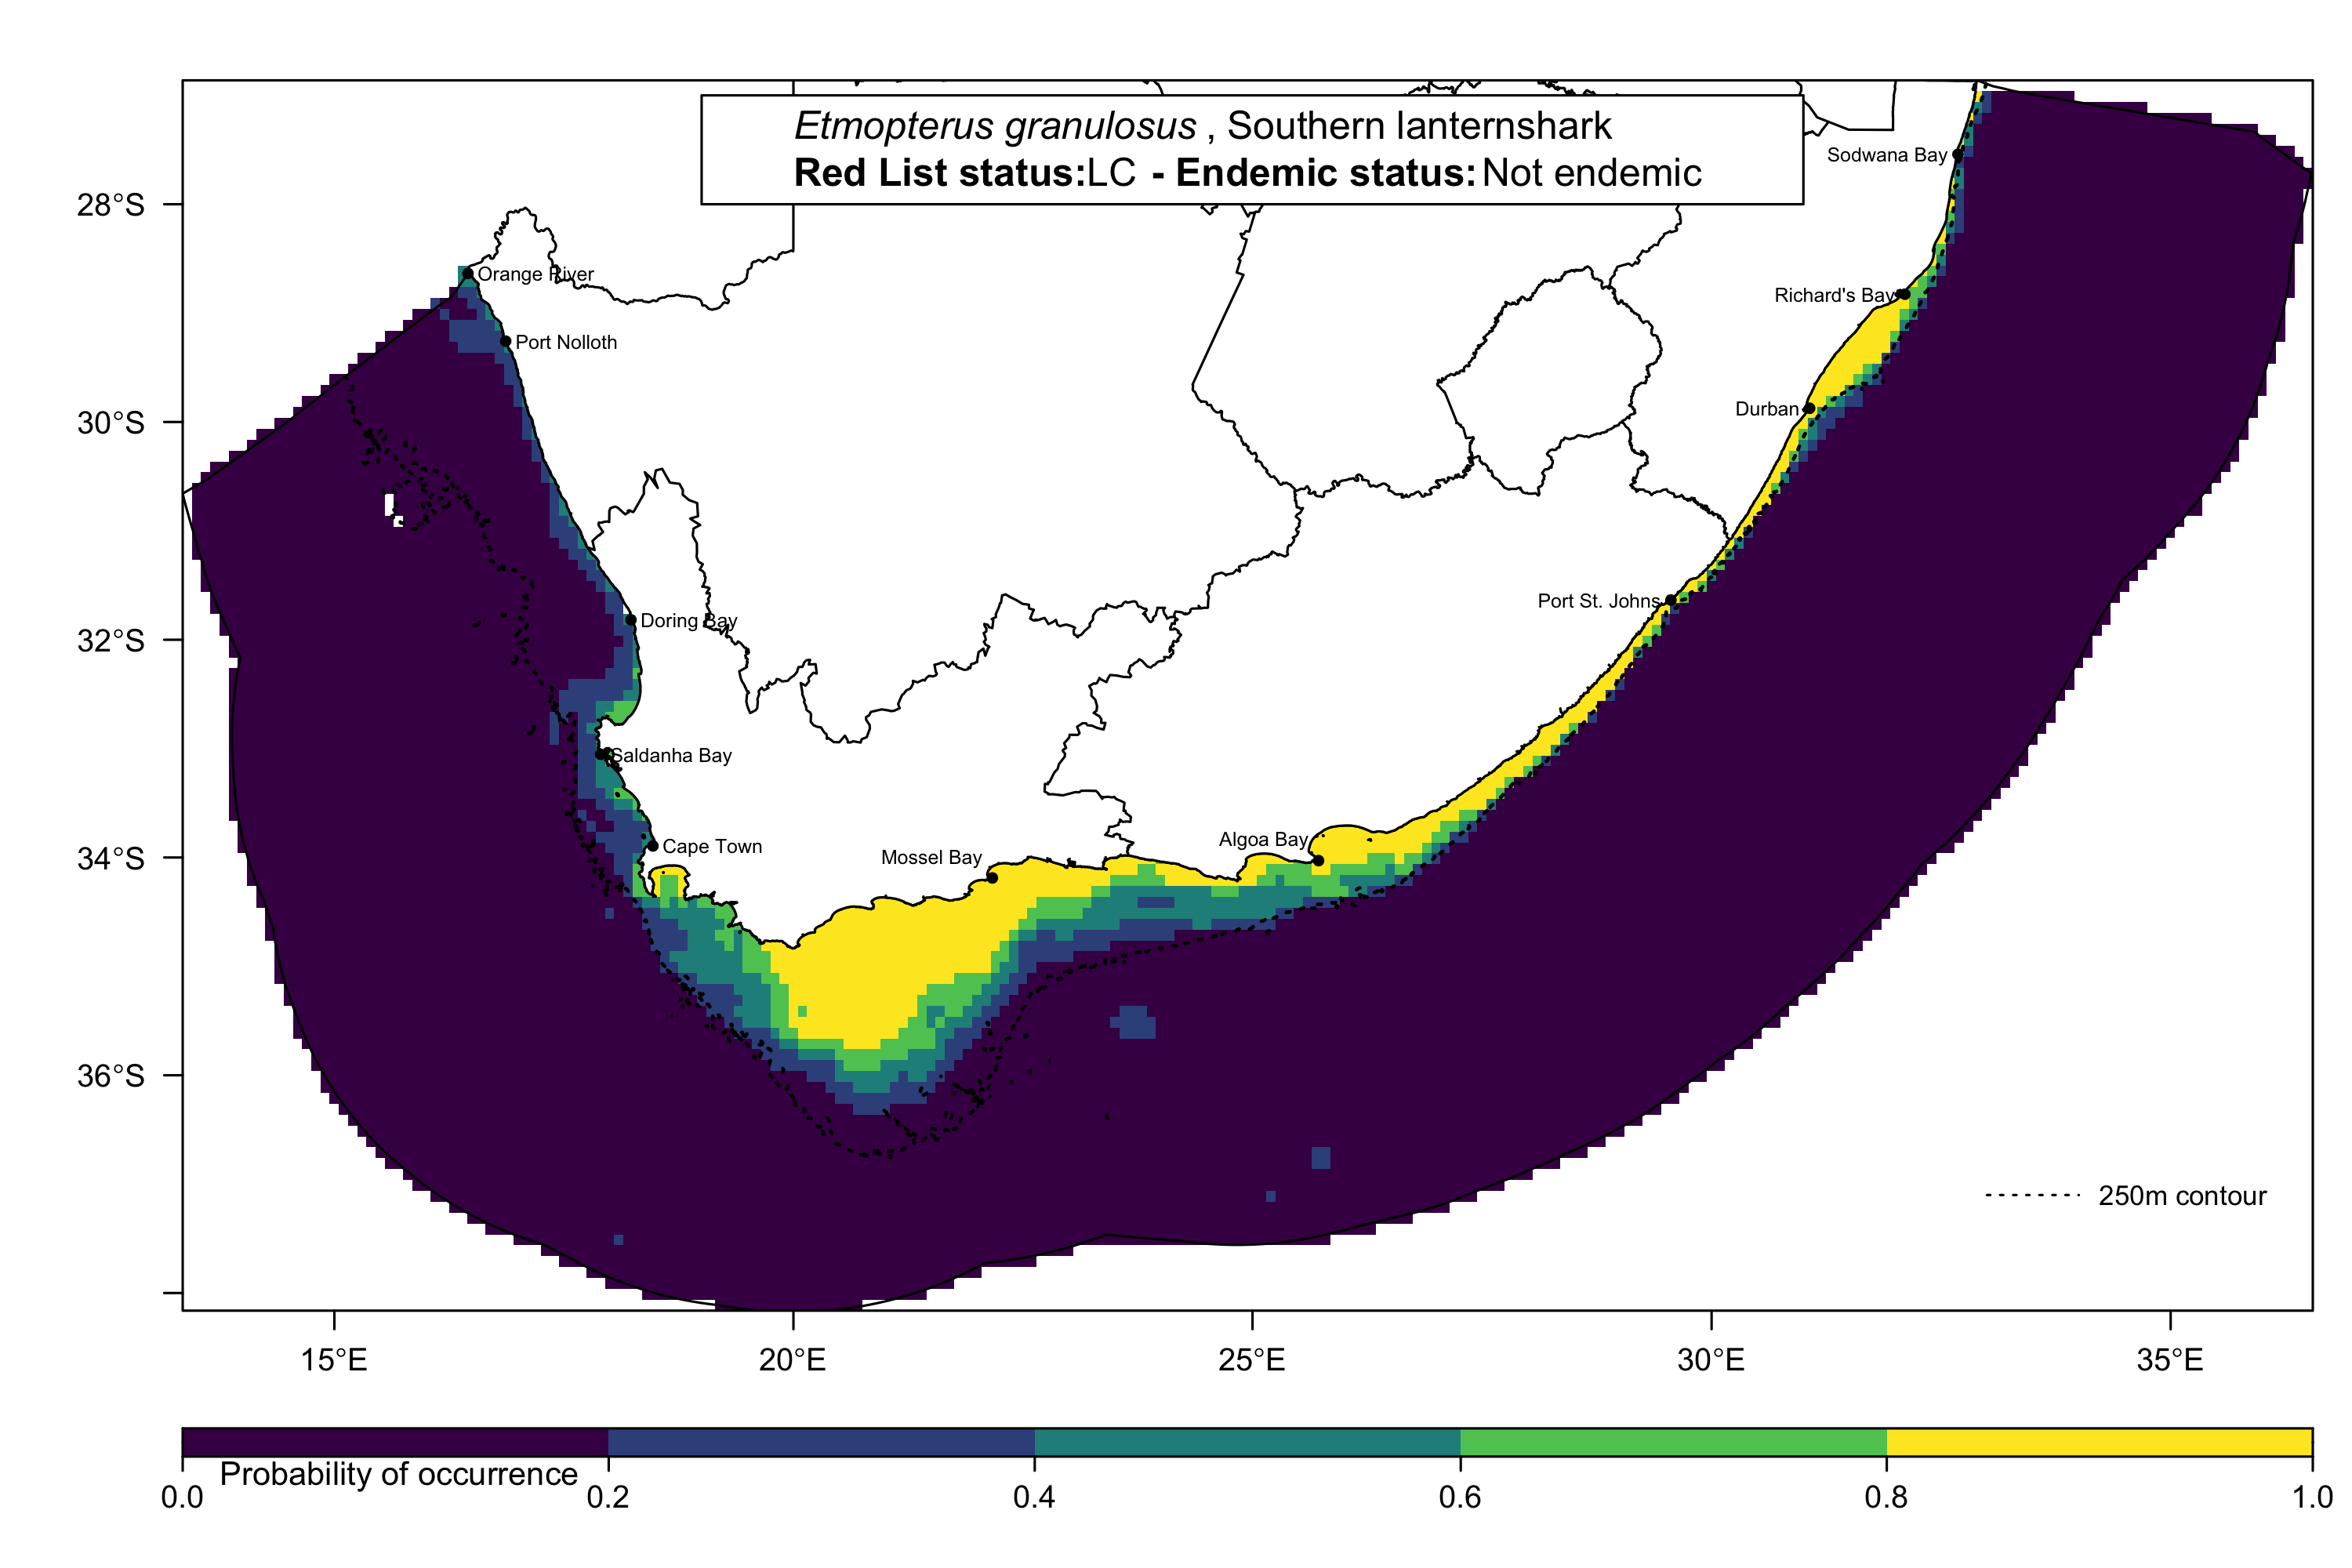 Etmopterus granulosus , Southern lanternshark
Red List status:LC - Endemic status:Not endemic
Sodwana Bay
28°S
Orange River
Richard's Bay
Port Nolloth
Durban
30°S
Port St. Johns
Doring Bay
32°S
Saldanha Bay
Algoa Bay
Cape Town
Mossel Bay
34°S
36°S
250m contour
15°E 20°E 25°E 30°E 35°E
Probability of occurrence
0.0 0.2 0.4 0.6 0.8 1.0